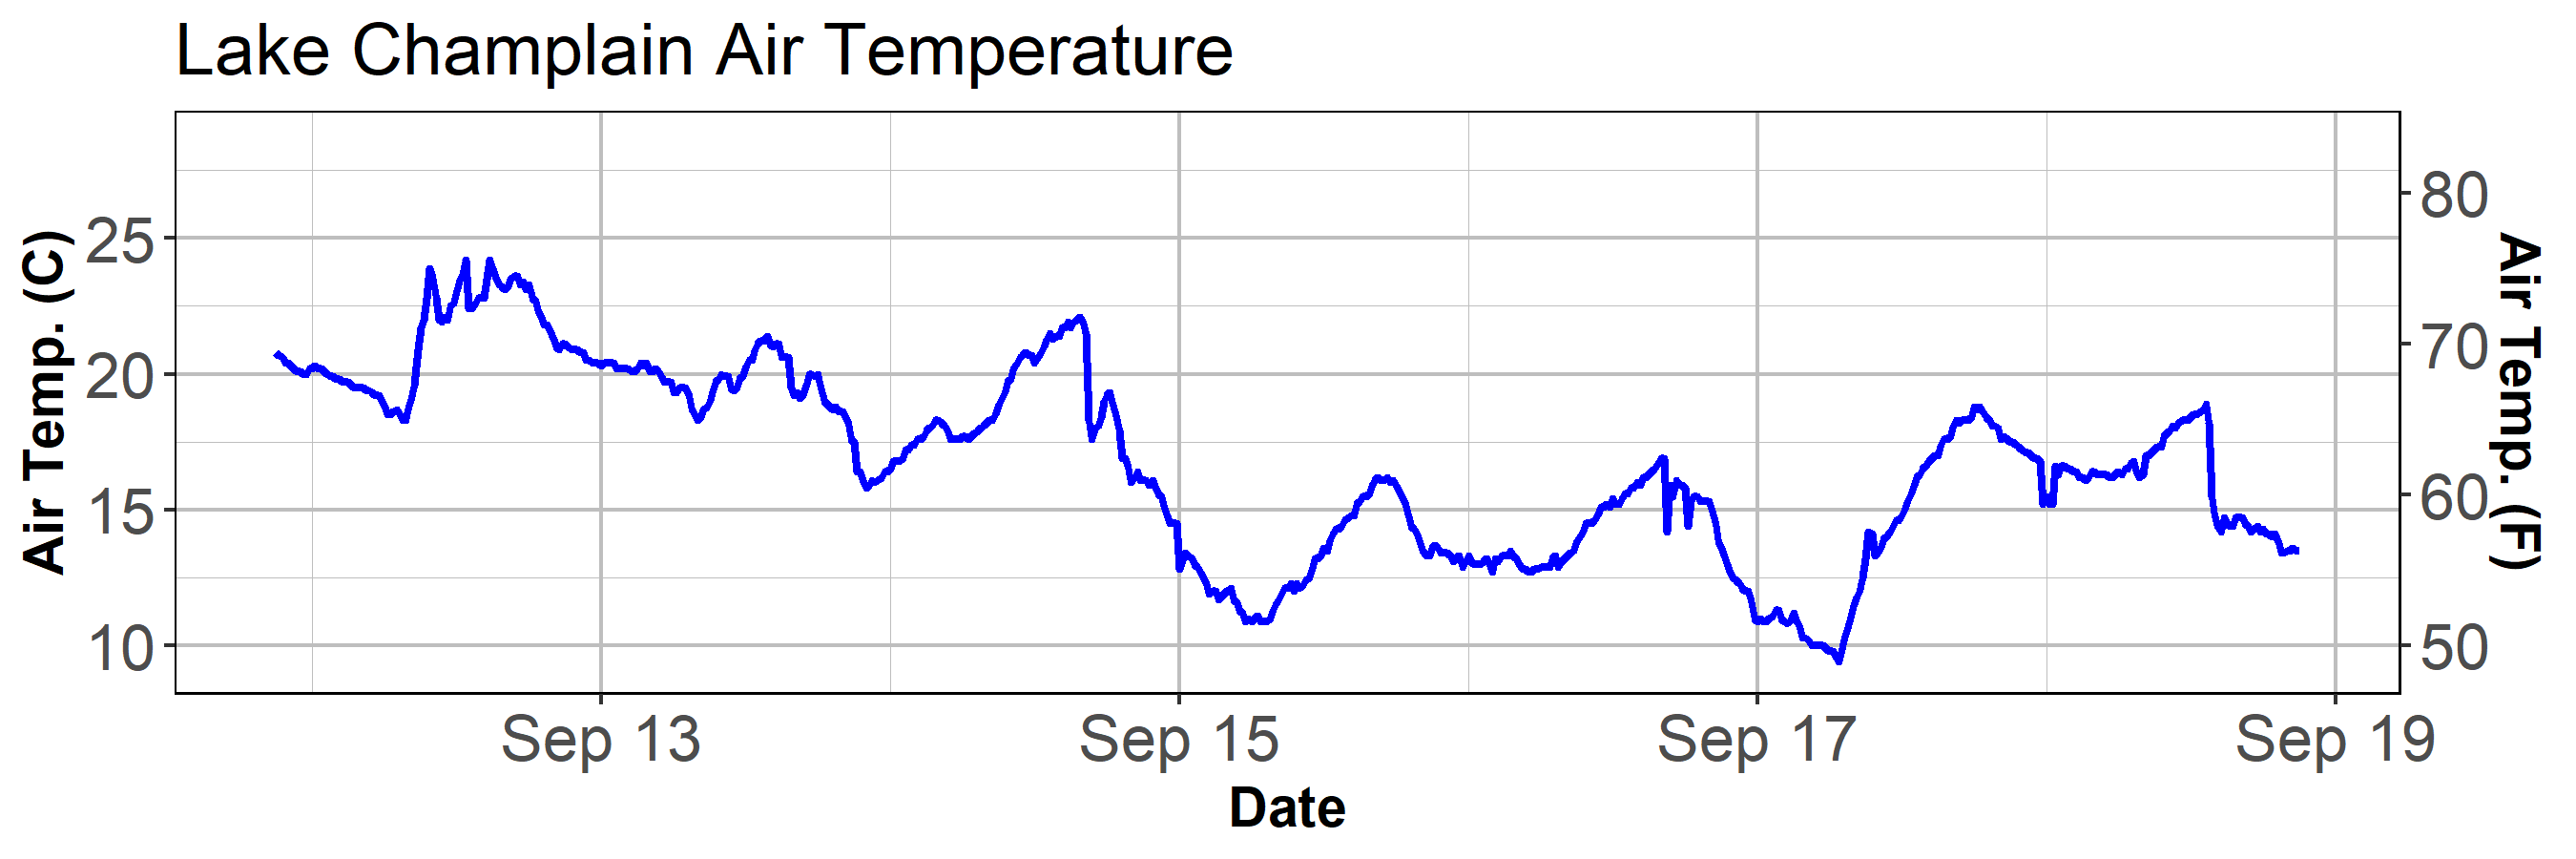 Lake Champlain Air Temperature
Air Temp. (C)
25
20
15
10
80
70
60
50
Air Temp. (F)
Sep 13
Sep 15
Sep 17
Sep 19
Date